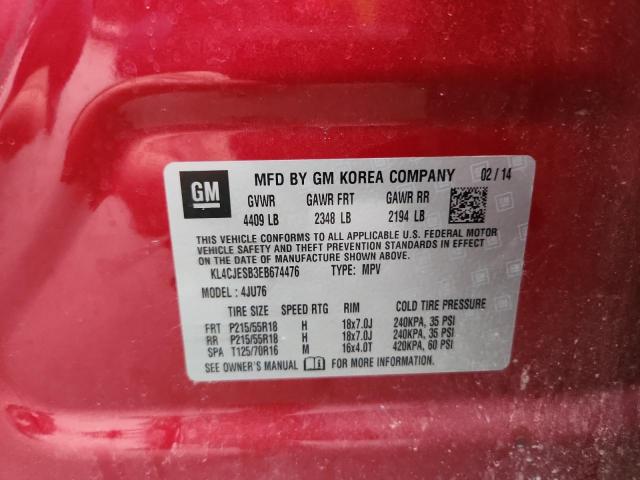 GM MFD BY GM KOREA COMPANY 02 / 14
GVWR GAWR FRT GAWR RR
4409 LB 2348 LB 2194 LB
THIS VEHICLE CONFORMS TO ALL APPLICABLE U.S. FEDERAL MOTOR
VEHICLE SAFETY AND THEFT PREVENTION STANDARDS IN EFFECT
ON THE DATE OF MANUFACTURE SHOWN ABOVE.
KL4CJESB3EB674476 TYPE: MPV
MODEL : 4JU76
TIRE SIZE SPEED RTG RIM COLD TIRE PRESSURE
FRT P215/55R18 H 18x7.0J 240KPA, 35 PSI
RR P215/55R18 H 18x7.0J 240KPA, 35 PSI
SPA T125/70R16 M 16x4.0T 420KPA, 60 PSI
SEE OWNER'S MANUAL FOR MORE INFORMATION.